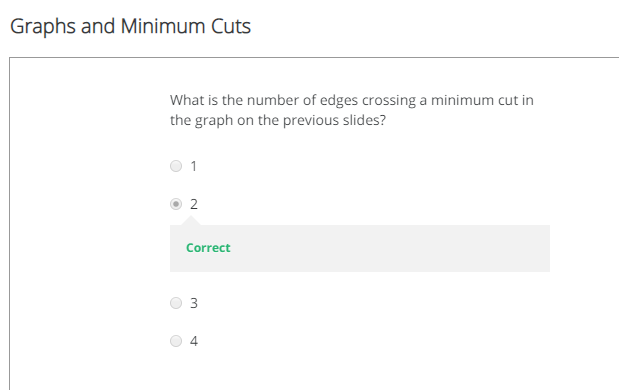 Graphs and Minimum Cuts
What is the number of edges crossing a minimum cut in
the graph on the previous slides?
1
2
Correct
3
4